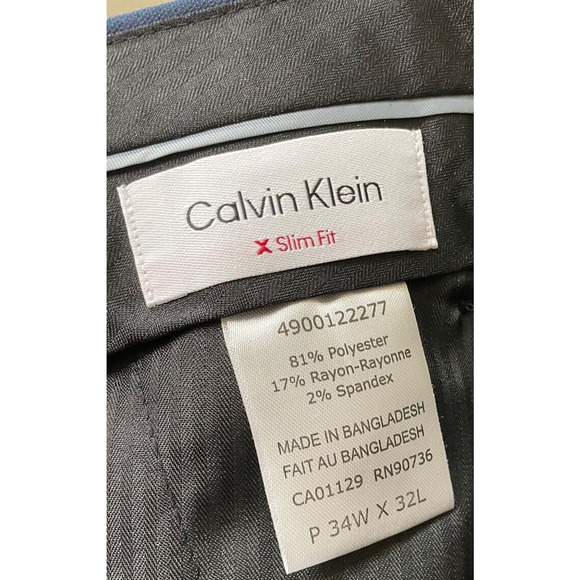 Calvin Klein
X Slim Fit
4900122277
81% Polyester
17% Rayon-Rayonne
2% Spandex
MADE IN BANGLADESH
FAIT AU BANGLADESH
CA01129 RN90736
P 34W X 32L